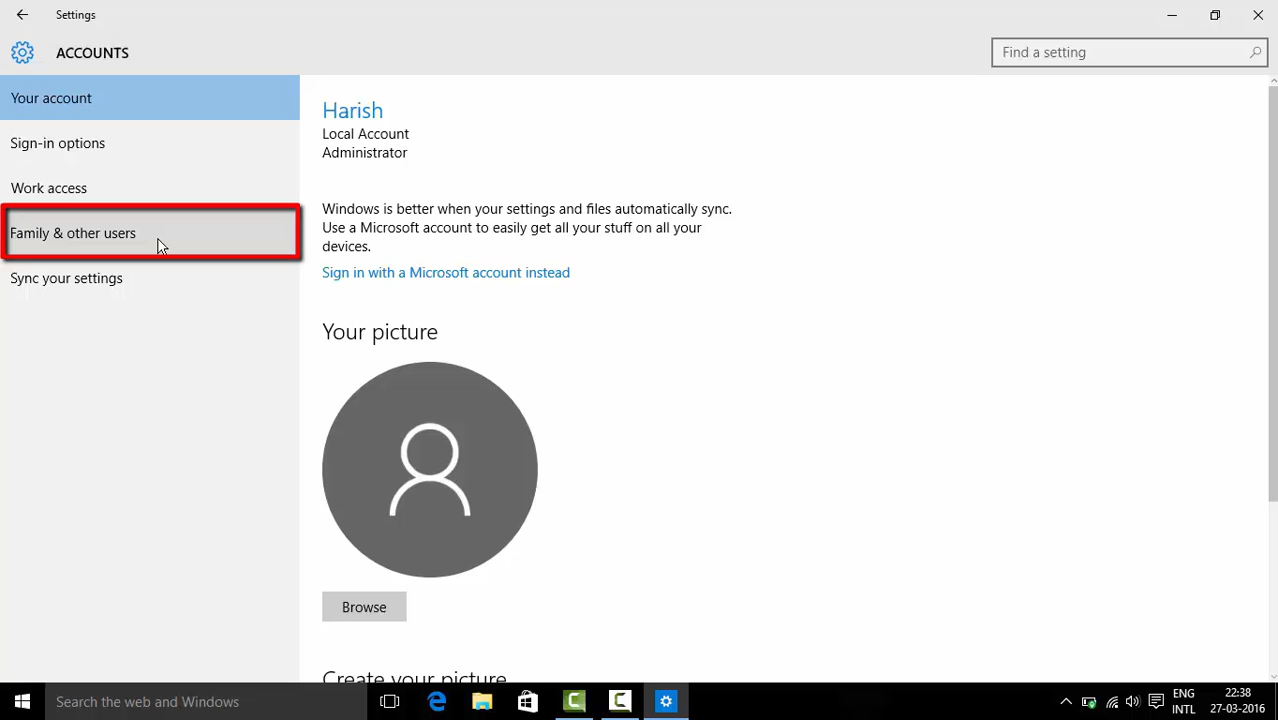 Settings
ACCOUNTS
Find a setting
Your account
Sign-in options
Work access
Family & other users
Sync your settings
Harish
Local Account
Administrator
Windows is better when your settings and files automatically sync.
Use a Microsoft account to easily get all your stuff on all your
devices.
Sign in with a Microsoft account instead
Your picture
Browse
Create your picture
Search the web and Windows
ENG
INTL
22:38
27-03-2016